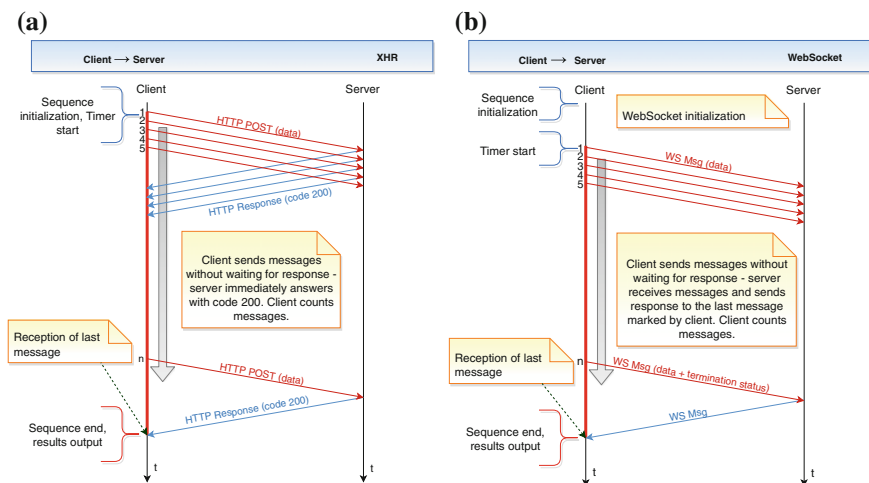 (a)
Client → Server
XHR
Client
Server
Sequence
initialization, Timer
start
1
2
3
4
5
HTTP POST (data)
HTTP Response (code 200)
Client sends messages
without waiting for response -
server immediately answers
with code 200. Client counts
messages.
Reception of last
message
n
HTTP POST (data)
HTTP Response (code 200)
Sequence end,
results output
t
(b)
Client → Server
WebSocket
Client
Server
Sequence
initialization
WebSocket initialization
Timer start
1
2
3
4
5
WS Msg (data)
Client sends messages without
waiting for response - server
receives messages and sends
response to the last message
marked by client. Client counts
messages.
Reception of last
message
n
WS Msg (data + termination status)
WS Msg
Sequence end,
results output
t